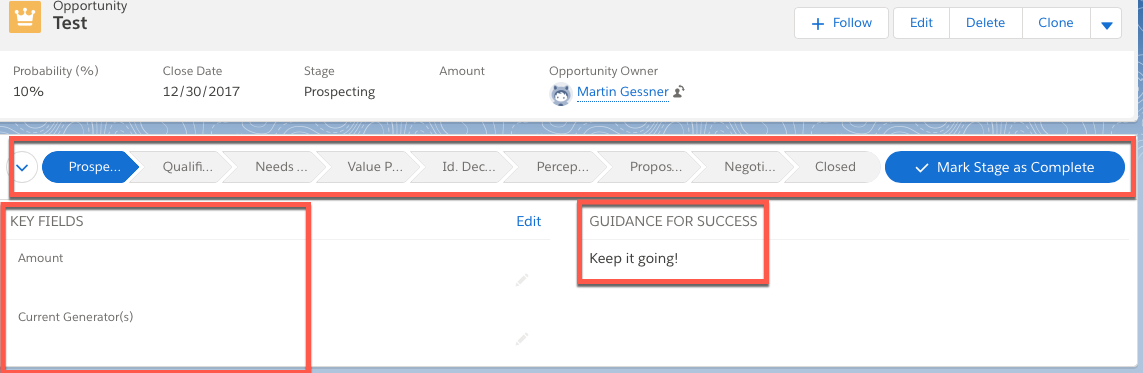 Opportunity
Test
+ Follow Edit Delete Clone
Probability (%) Close Date Stage Amount Opportunity Owner
10% 12/30/2017 Prospecting Martin Gessner
Prospe... Qualifi... Needs ... Value P... Id. Dec... Percep... Propos... Negoti... Closed Mark Stage as Complete
KEY FIELDS Edit GUIDANCE FOR SUCCESS
Amount Keep it going!
Current Generator(s)